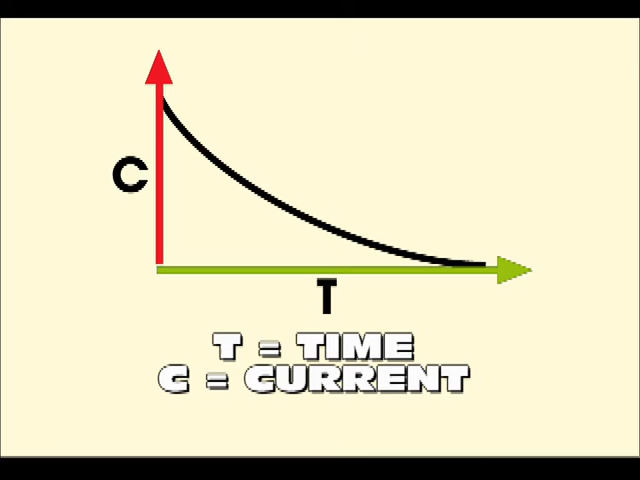 C
T
T = TIME
C = CURRENT